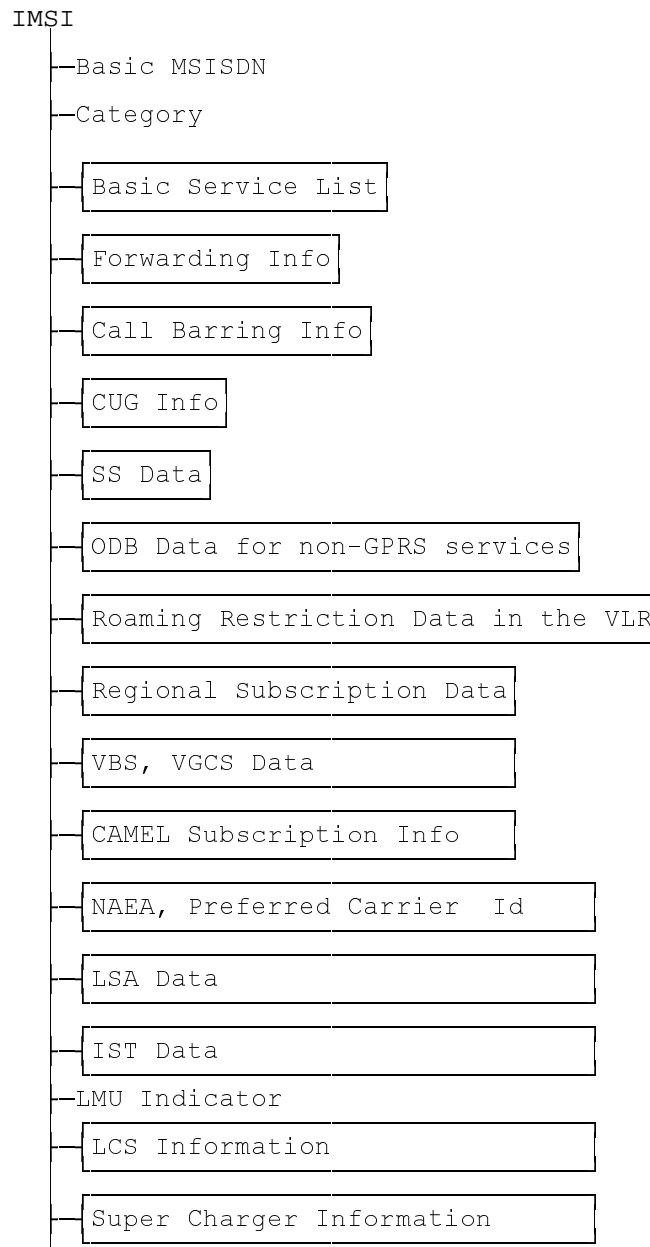 IMSI
Basic MSISDN
Category
Basic Service List
Forwarding Info
Call Barring Info
CUG Info
SS Data
ODB Data for non-GPRS services
Roaming Restriction Data in the VLR
Regional Subscription Data
VBS, VGCS Data
CAMEL Subscription Info
NAEA, Preferred Carrier  Id
LSA Data
IST Data
LMU Indicator
LCS Information
Super Charger Information